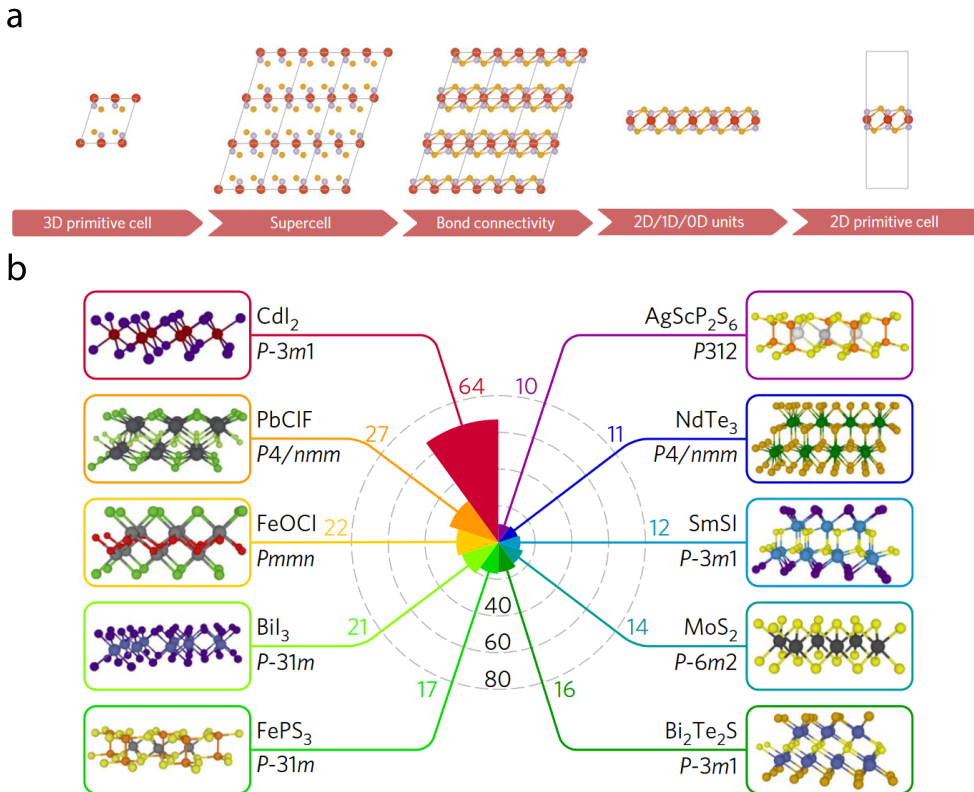 a
3D primitive cell
Supercell
Bond connectivity
2D/1D/0D units
2D primitive cell
b
CdI₂
P-3m1
64
PbClF
P4/nmm
27
FeOCl
Pmmn
22
BiI₃
P-31m
21
FePS₃
P-31m
17
AgScP₂S₆
P312
10
NdTe₃
P4/nmm
11
SmSI
P-3m1
12
MoS₂
P-6m2
14
Bi₂Te₂S
P-3m1
16
40
60
80